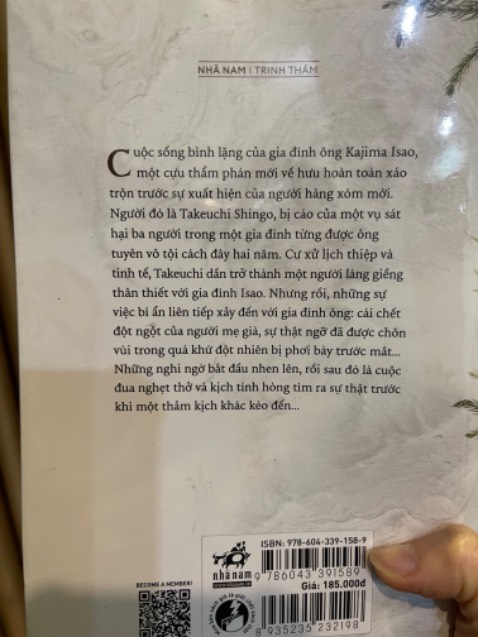 NHÃ NAM | TRINH THÁM
Cuộc sống bình lặng của gia đình ông Kajima Isao,
một cựu thẩm phán mới về hưu hoàn toàn xáo
trộn trước sự xuất hiện của người hàng xóm mới.
Người đó là Takeuchi Shingo, bị cáo của một vụ sát
hại ba người trong một gia đình từng được ông
tuyên vô tội cách đây hai năm. Cư xử lịch thiệp và
tinh tế, Takeuchi dần trở thành một người láng giềng
thân thiết với gia đình Isao. Nhưng rồi, những sự
việc bí ẩn liên tiếp xảy đến với gia đình ông: cái chết
đột ngột của người mẹ già, sự thật ngỡ đã được chôn
vùi trong quá khứ đột nhiên bị phơi bày trước mắt...
Những nghi ngờ bắt đầu nhen lên, rồi sau đó là cuộc
đua nghẹt thở và kịch tính hòng tìm ra sự thật trước
khi một thảm kịch khác kéo đến...
ISBN: 978-604-339-158-9
nhã nam
9 786043 391589
Giá: 185.000đ
BECOME A MEMBER!
8 935235 232198